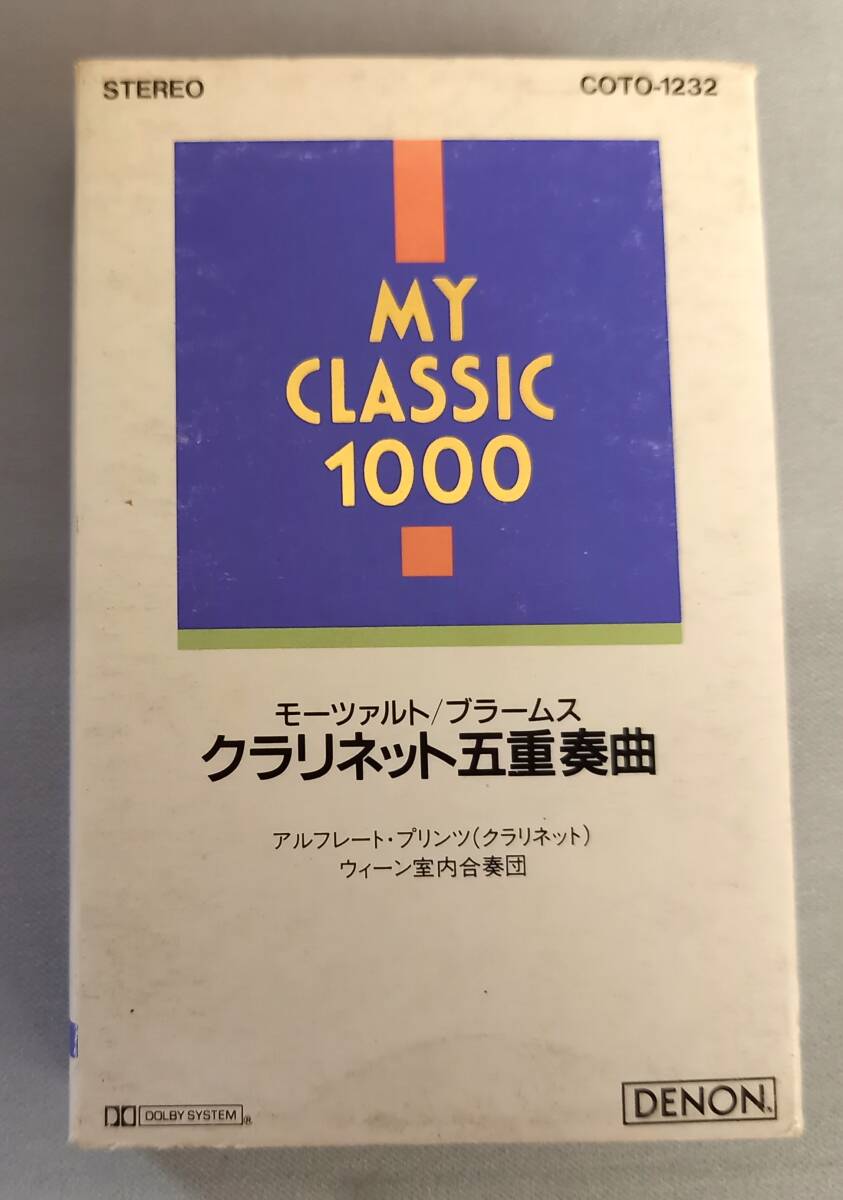 STEREO
COTO-1232
MY
CLASSIC
1000
モーツァルト/ブラームス
クラリネット五重奏曲
アルフレート・プリンツ(クラリネット)
ウィーン室内合奏団
DOLBY SYSTEM®
DENON